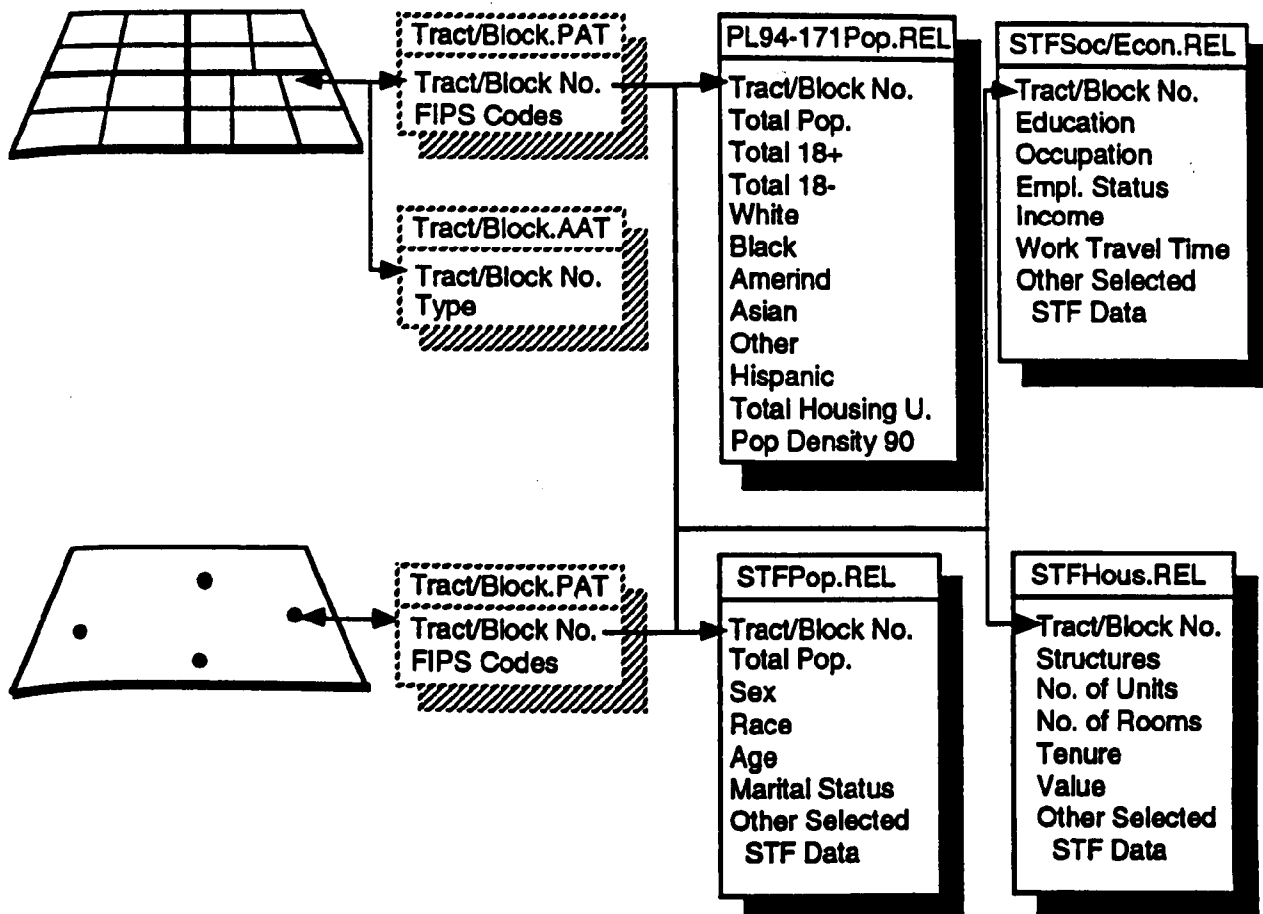 Tract/Block.PAT
Tract/Block No.
FIPS Codes
Tract/Block.AAT
Tract/Block No.
Type
PL94-171Pop.REL
Tract/Block No.
Total Pop.
Total 18+
Total 18-
White
Black
Amerind
Asian
Other
Hispanic
Total Housing U.
Pop Density 90
STFSoc/Econ.REL
Tract/Block No.
Education
Occupation
Empl. Status
Income
Work Travel Time
Other Selected
STF Data
Tract/Block.PAT
Tract/Block No.
FIPS Codes
STFPop.REL
Tract/Block No.
Total Pop.
Sex
Race
Age
Marital Status
Other Selected
STF Data
STFHous.REL
Tract/Block No.
Structures
No. of Units
No. of Rooms
Tenure
Value
Other Selected
STF Data